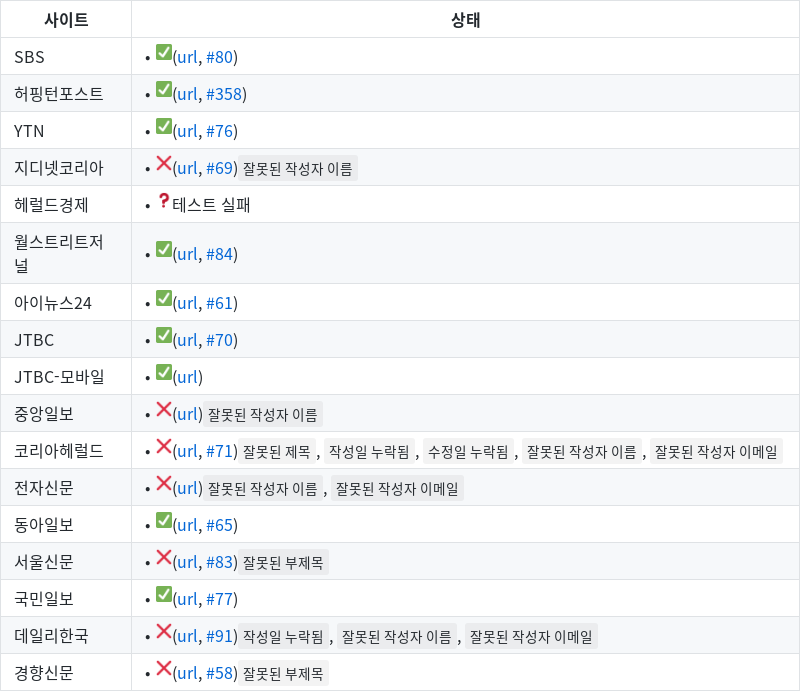 사이트 상태
SBS • ✅(url, #80)
허핑턴포스트 • ✅(url, #358)
YTN • ✅(url, #76)
지디넷코리아 • ❌(url, #69) 잘못된 작성자 이름
헤럴드경제 • ❓테스트 실패
월스트리트저
널 • ✅(url, #84)
아이뉴스24 • ✅(url, #61)
JTBC • ✅(url, #70)
JTBC-모바일 • ✅(url)
중앙일보 • ❌(url) 잘못된 작성자 이름
코리아헤럴드 • ❌(url, #71) 잘못된 제목 , 작성일 누락됨 , 수정일 누락됨 , 잘못된 작성자 이름 , 잘못된 작성자 이메일
전자신문 • ❌(url) 잘못된 작성자 이름 , 잘못된 작성자 이메일
동아일보 • ✅(url, #65)
서울신문 • ❌(url, #83) 잘못된 부제목
국민일보 • ✅(url, #77)
데일리한국 • ❌(url, #91) 작성일 누락됨 , 잘못된 작성자 이름 , 잘못된 작성자 이메일
경향신문 • ❌(url, #58) 잘못된 부제목